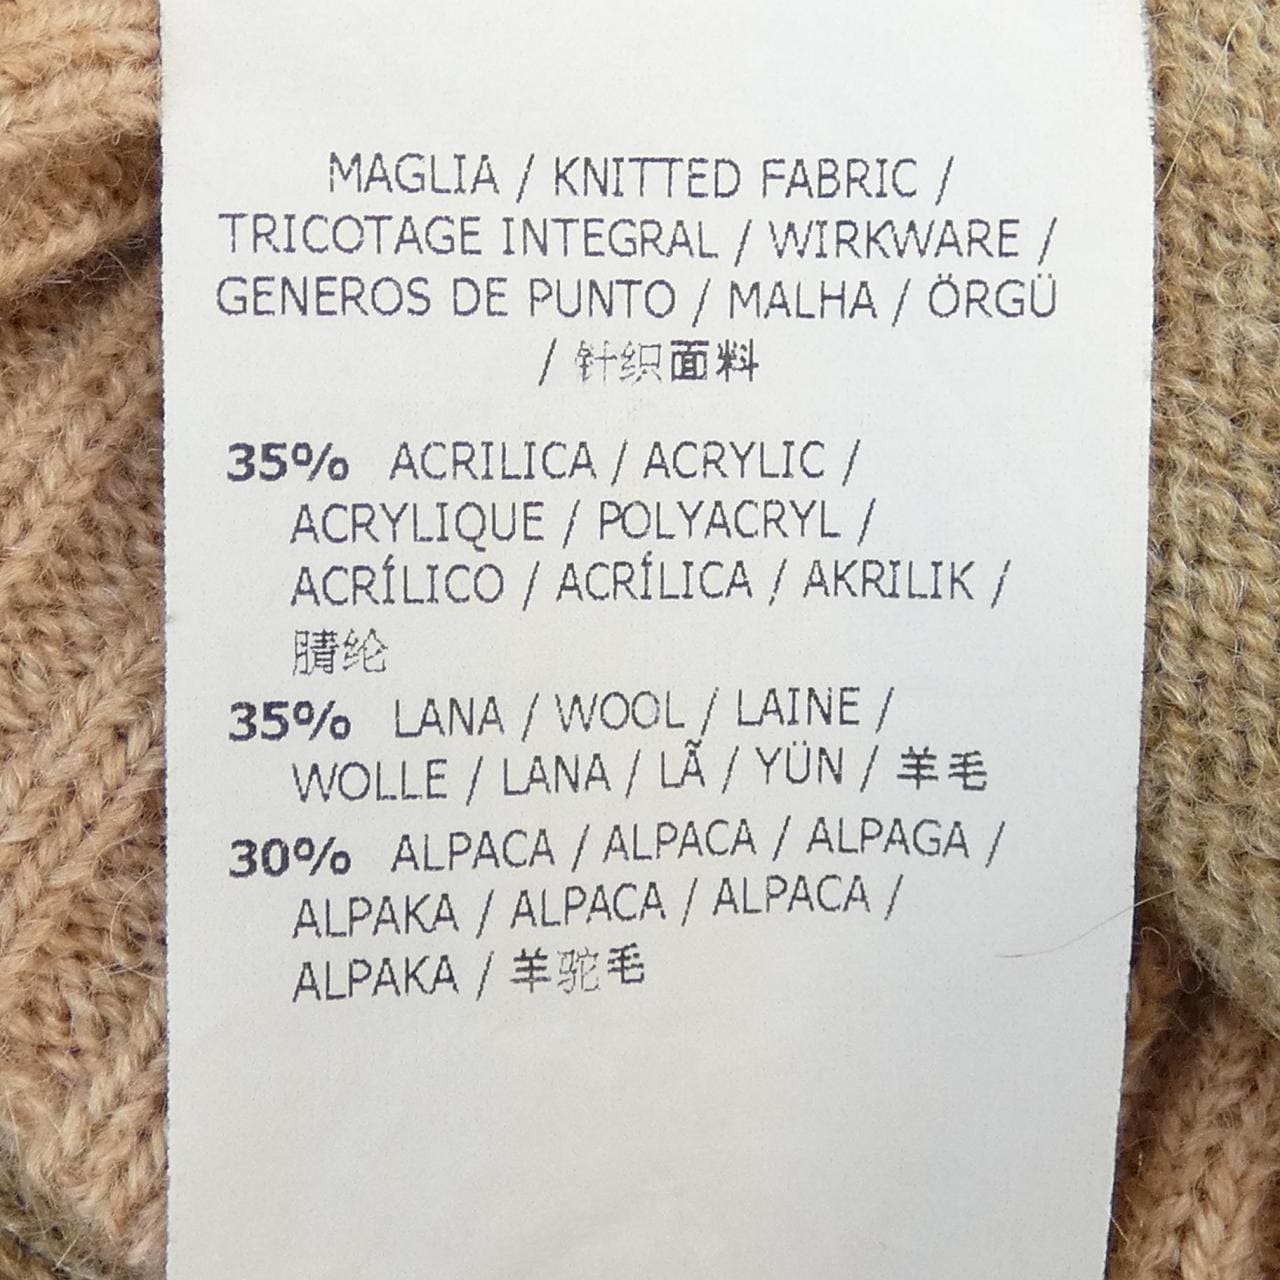 MAGLIA / KNITTED FABRIC /
TRICOTAGE INTEGRAL / WIRKWARE /
GENEROS DE PUNTO / MALHA / ÖRGÜ
/ 针织面料
35% ACRILICA / ACRYLIC /
ACRYLIQUE / POLYACRYL /
ACRÍLICO / ACRÍLICA / AKRILIK /
腈纶
35% LANA / WOOL / LAINE /
WOLLE / LANA / LÃ / YÜN / 羊毛
30% ALPACA / ALPACA / ALPAGA /
ALPAKA / ALPACA / ALPACA /
ALPAKA / 羊驼毛